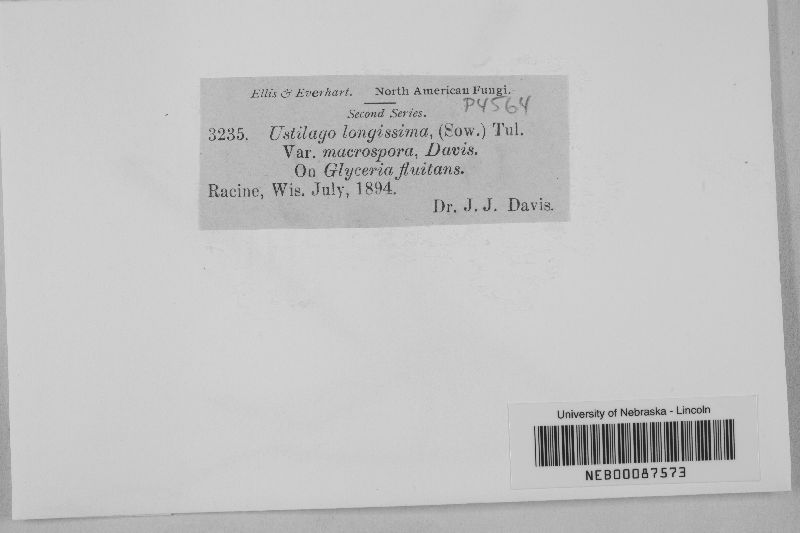 Ellis & Everhart. North American Fungi.
P4564
Second Series.
3235. Ustilago longissima, (Sow.) Tul.
Var. macrospora, Davis.
On Glyceria fluitans.
Racine, Wis. July, 1894.
Dr. J. J. Davis.
University of Nebraska - Lincoln
NEB00087573